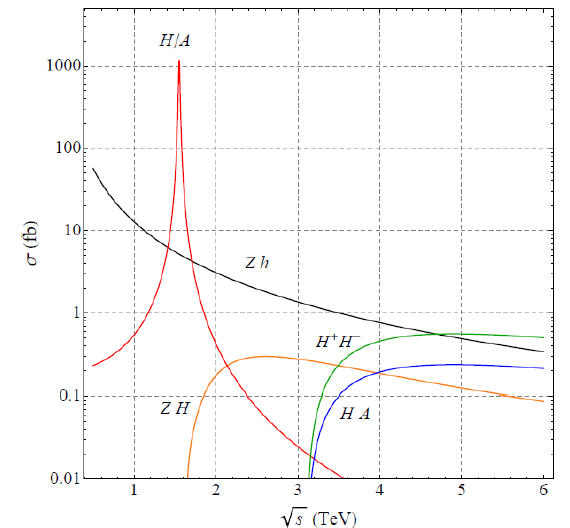 H/A
1000
100
10
1
0.1
0.01
σ (fb)
Z h
H⁺H⁻
Z H
H A
1 2 3 4 5 6
√s (TeV)